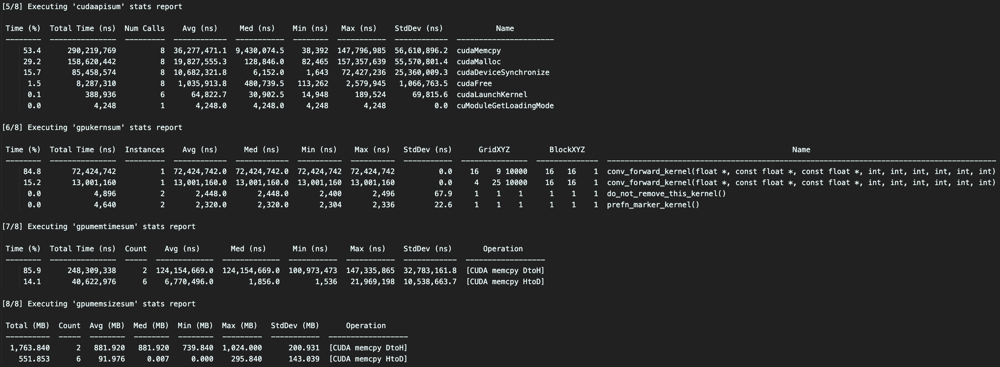 [5/8] Executing 'cudaapisum' stats report
Time (%)  Total Time (ns)  Num Calls    Avg (ns)     Med (ns)    Min (ns)   Max (ns)    StdDev (ns)            Name
--------  ---------------  ---------  ------------  -----------  --------  -----------  ------------  ----------------------
53.4      290,219,769          8  36,277,471.1  9,430,074.5    38,392  147,796,985  56,610,896.2  cudaMemcpy
29.2      158,620,442          8  19,827,555.3    128,846.0    82,465  157,357,639  55,570,801.4  cudaMalloc
15.7       85,458,574          8  10,682,321.8      6,152.0     1,643   72,427,236  25,360,009.3  cudaDeviceSynchronize
1.5        8,287,310          8   1,035,913.8    480,739.5   113,262    2,579,945   1,066,763.5  cudaFree
0.1          388,936          6      64,822.7     30,902.5    14,948      189,524      69,815.6  cudaLaunchKernel
0.0            4,248          1       4,248.0      4,248.0     4,248        4,248           0.0  cuModuleGetLoadingMode
[6/8] Executing 'gpukernsum' stats report
Time (%)  Total Time (ns)  Instances    Avg (ns)      Med (ns)     Min (ns)    Max (ns)   StdDev (ns)      GridXYZ         BlockXYZ                                               Name
--------  ---------------  ---------  ------------  ------------  ----------  ----------  -----------  ---------------  --------------  ----------------------------------------------------------------------------------------
84.8       72,424,742          1  72,424,742.0  72,424,742.0  72,424,742  72,424,742          0.0    16    9 10000    16   16    1  conv_forward_kernel(float *, const float *, const float *, int, int, int, int, int, int)
15.2       13,001,160          1  13,001,160.0  13,001,160.0  13,001,160  13,001,160          0.0     4   25 10000    16   16    1  conv_forward_kernel(float *, const float *, const float *, int, int, int, int, int, int)
0.0            4,896          2       2,448.0       2,448.0       2,400       2,496         67.9     1    1    1      1    1    1  do_not_remove_this_kernel()
0.0            4,640          2       2,320.0       2,320.0       2,304       2,336         22.6     1    1    1      1    1    1  prefn_marker_kernel()
[7/8] Executing 'gpumemtimesum' stats report
Time (%)  Total Time (ns)  Count    Avg (ns)       Med (ns)      Min (ns)     Max (ns)    StdDev (ns)       Operation
--------  ---------------  -----  -------------  -------------  -----------  -----------  ------------  ------------------
85.9      248,309,338      2  124,154,669.0  124,154,669.0  100,973,473  147,335,865  32,783,161.8  [CUDA memcpy DtoH]
14.1       40,622,976      6    6,770,496.0        1,856.0        1,536   21,969,198  10,538,663.7  [CUDA memcpy HtoD]
[8/8] Executing 'gpumemsizesum' stats report
Total (MB)  Count  Avg (MB)  Med (MB)  Min (MB)  Max (MB)   StdDev (MB)      Operation
----------  -----  --------  --------  --------  ---------  -----------  ------------------
1,763.840      2   881.920   881.920   739.840  1,024.000      200.931  [CUDA memcpy DtoH]
551.853      6    91.976     0.007     0.000    295.840      143.039  [CUDA memcpy HtoD]